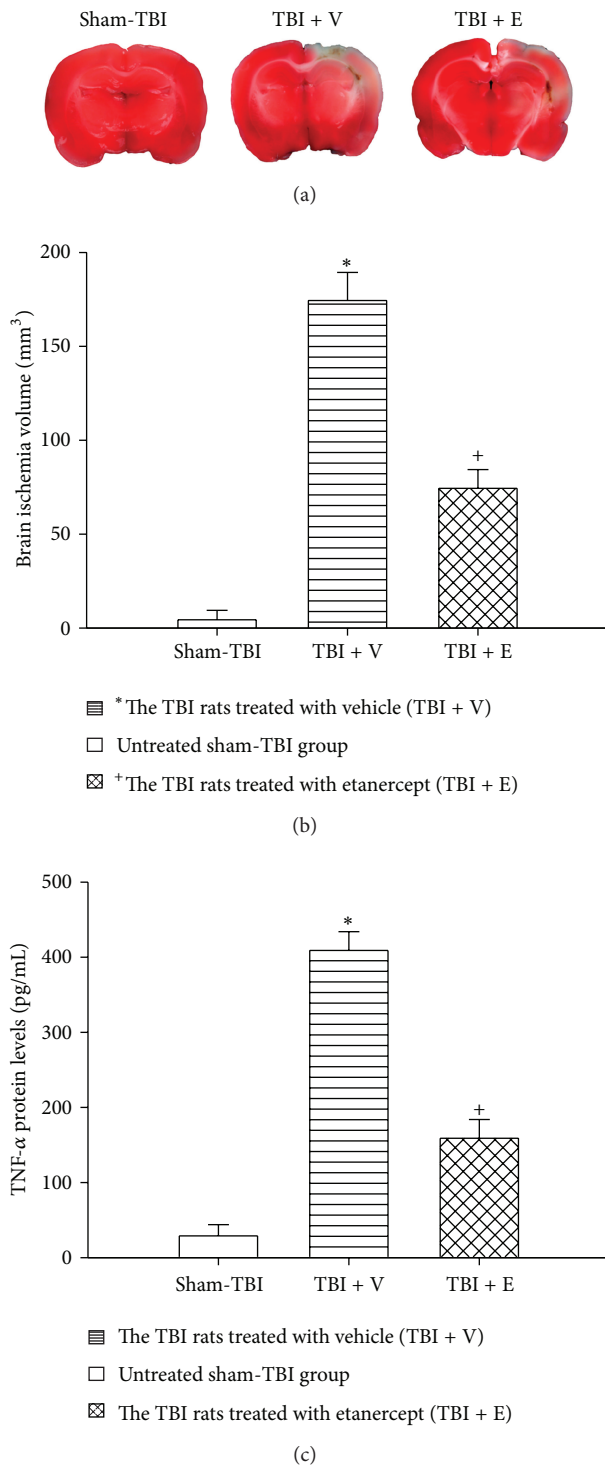 Sham-TBI TBI + V TBI + E
(a)
Brain ischemia volume (mm³)
200
150
100
50
0
*
+
Sham-TBI TBI + V TBI + E
* The TBI rats treated with vehicle (TBI + V)
Untreated sham-TBI group
+ The TBI rats treated with etanercept (TBI + E)
(b)
TNF-α protein levels (pg/mL)
500
400
300
200
100
0
*
+
Sham-TBI TBI + V TBI + E
The TBI rats treated with vehicle (TBI + V)
Untreated sham-TBI group
The TBI rats treated with etanercept (TBI + E)
(c)